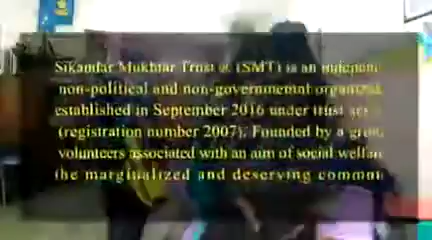 Sikandar Mukhtar Trust (SMT) is an
non-political and non-governmental
established in September 2016 under trust
(registration number 2007). Founded by a
volunteers associated with an aim of social
the marginalized and deserving